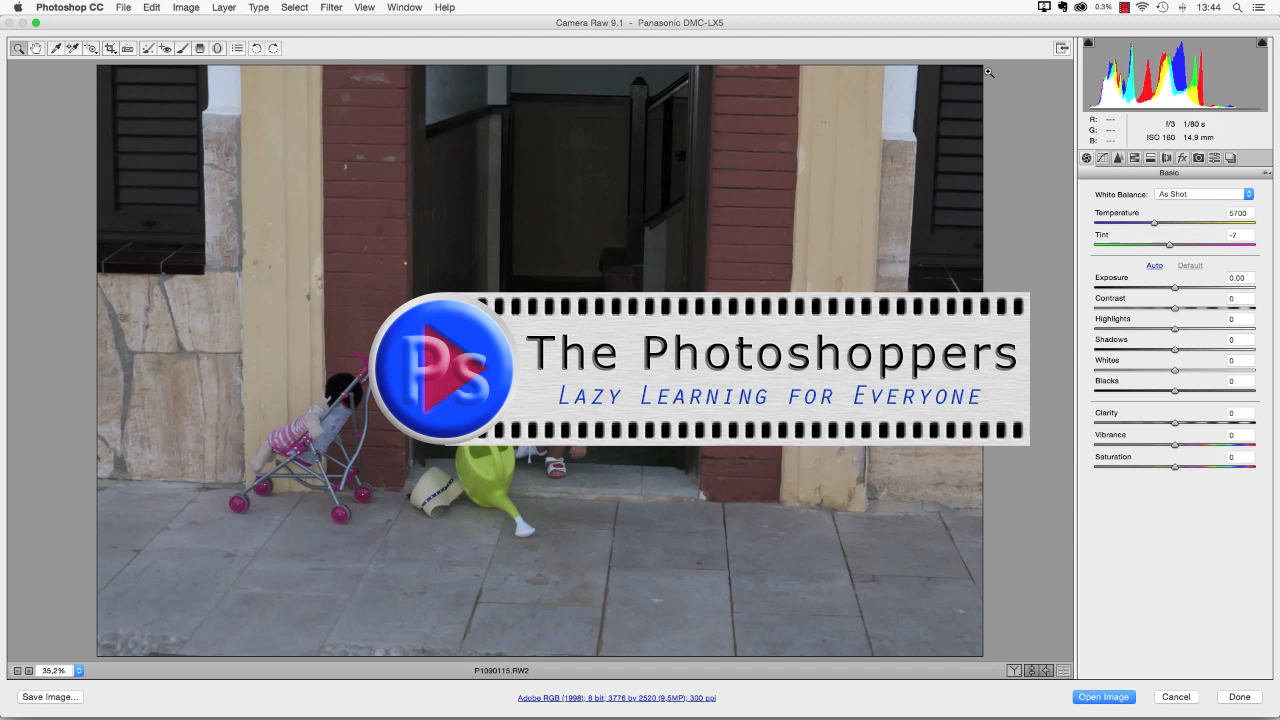 Photoshop CC File Edit Image Layer Type Select Filter View Window Help 0.3% 13:44
Camera Raw 9.1 - Panasonic DMC-LX5
R: ---
G: ---
B: ---
f/3 1/80 s
ISO 160 14,9 mm
Basic
White Balance: As Shot
Temperature 5700
Tint -7
Auto Default
Exposure 0,00
Contrast 0
Highlights 0
Shadows 0
Whites 0
Blacks 0
Clarity 0
Vibrance 0
Saturation 0
Ps
The Photoshoppers
Lazy Learning for Everyone
35,2% P1090115.RW2
Save Image... Adobe RGB (1998); 8 bit; 3776 by 2520 (9,5MP); 300 ppi Open Image Cancel Done